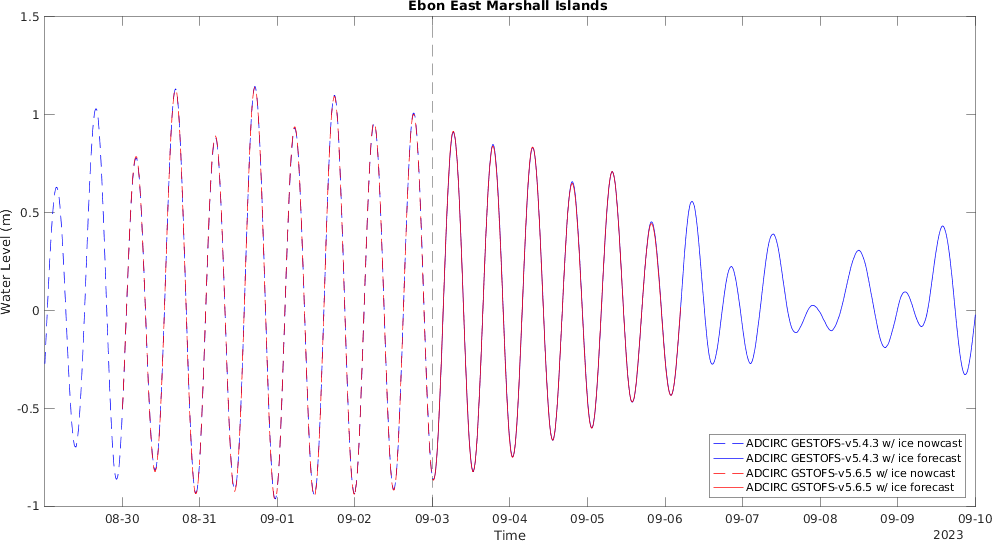 Ebon East Marshall Islands
1.5
1
0.5
0
-0.5
-1
Water Level (m)
08-30 08-31 09-01 09-02 09-03 09-04 09-05 09-06 09-07 09-08 09-09 09-10
Time
2023
ADCIRC GESTOFS-v5.4.3 w/ ice nowcast
ADCIRC GESTOFS-v5.4.3 w/ ice forecast
ADCIRC GSTOFS-v5.6.5 w/ ice nowcast
ADCIRC GSTOFS-v5.6.5 w/ ice forecast